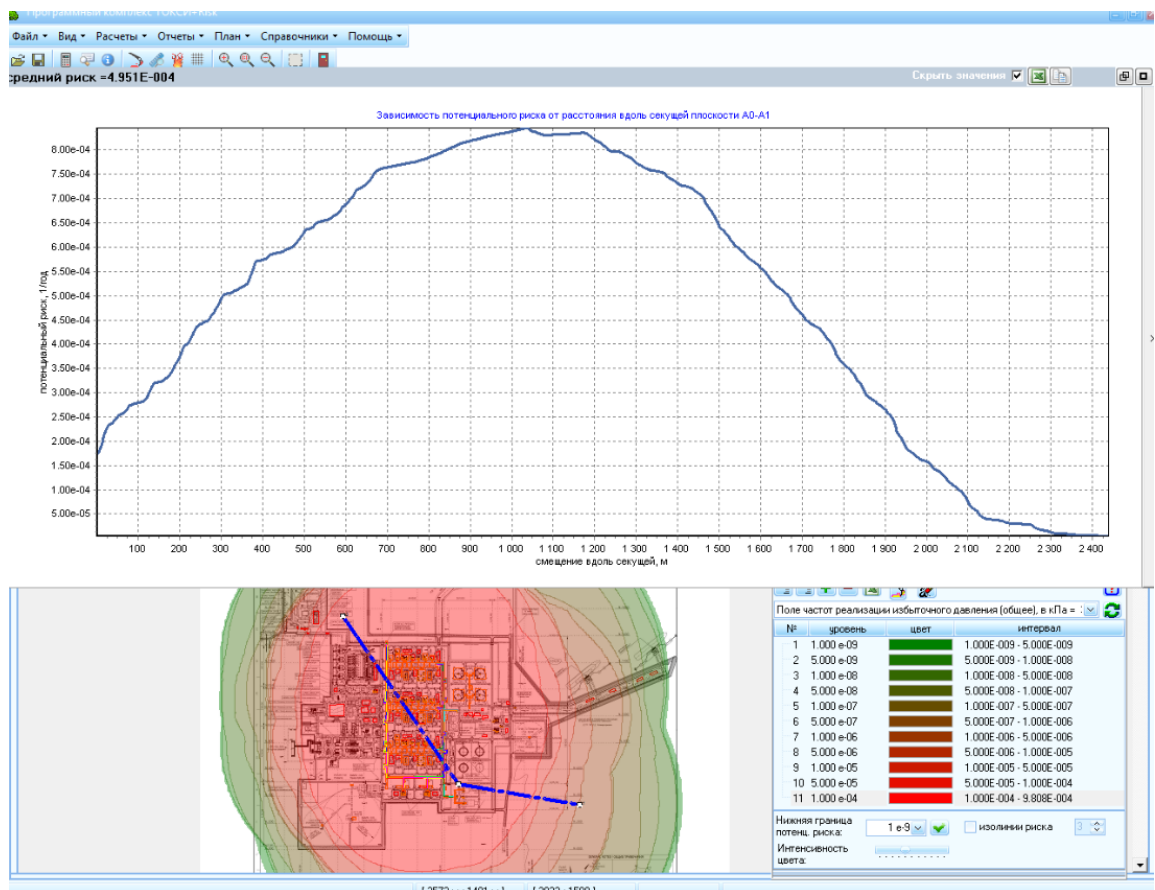 Программный комплекс ТОКСИ+Risk
Файл Вид Расчеты Отчеты План Справочники Помощь
средний риск =4.951E-004
Скрыть значения
Зависимость потенциального риска от расстояния вдоль секущей плоскости A0-A1
потенциальный риск, 1/год
8.00e-04
7.50e-04
7.00e-04
6.50e-04
6.00e-04
5.50e-04
5.00e-04
4.50e-04
4.00e-04
3.50e-04
3.00e-04
2.50e-04
2.00e-04
1.50e-04
1.00e-04
5.00e-05
100 200 300 400 500 600 700 800 900 1 000 1 100 1 200 1 300 1 400 1 500 1 600 1 700 1 800 1 900 2 000 2 100 2 200 2 300 2 400
смещение вдоль секущей, м
Поле частот реализации избыточного давления (общее), в кПа =
№ уровень цвет интервал
1 1.000 e-09 1.000E-009 - 5.000E-009
2 5.000 e-09 5.000E-009 - 1.000E-008
3 1.000 e-08 1.000E-008 - 5.000E-008
4 5.000 e-08 5.000E-008 - 1.000E-007
5 1.000 e-07 1.000E-007 - 5.000E-007
6 5.000 e-07 5.000E-007 - 1.000E-006
7 1.000 e-06 1.000E-006 - 5.000E-006
8 5.000 e-06 5.000E-006 - 1.000E-005
9 1.000 e-05 1.000E-005 - 5.000E-005
10 5.000 e-05 5.000E-005 - 1.000E-004
11 1.000 e-04 1.000E-004 - 9.808E-004
Нижняя граница
потенц. риска:
1 e-9
изолинии риска
3
Интенсивность
цвета: